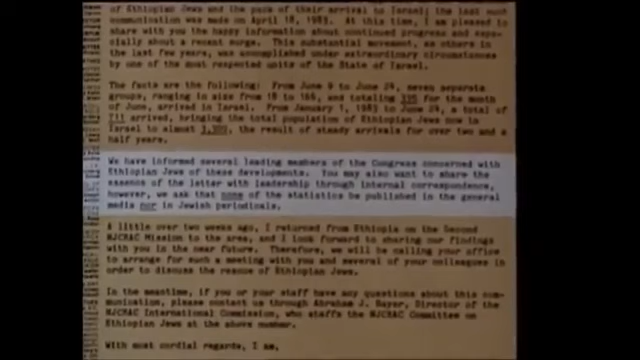 of Ethiopian Jews and the pace of their arrival in Israel; the last such
communication was made on April 18, 1983. At this time, I am pleased to
share with you the happy information about continued progress and espe-
cially about a recent surge. This substantial movement, as others in
the last few years, was accomplished under extraordinary circumstances
by one of the most respected units of the State of Israel.
The facts are the following: From June 9 to June 24, seven separate
groups, ranging in size from 18 to 166, and totaling for the month
of June, arrived in Israel. From January 1, 1983 to June 24, a total of
711 arrived, bringing the total population of Ethiopian Jews now in
Israel to almost the result of steady arrivals for over two and a
half years.
We have informed several leading members of the Congress concerned with
Ethiopian Jews of these developments. You may also want to share the
essence of the letter with leadership through internal correspondence,
however, we ask that none of the statistics be published in the general
media nor in Jewish periodicals.
A little over two weeks ago, I returned from Ethiopia on the Second
NJCRAC Mission to the area, and I look forward to sharing our findings
with you in the near future. Therefore, we will be calling your office
to arrange for such a meeting with you and several of your colleagues in
order to discuss the rescue of Ethiopian Jews.
In the meantime, if you or your staff have any questions about this com-
munication, please contact us through Abraham J. Bayer, Director of the
NJCRAC International Commission, who staffs the NJCRAC Committee on
Ethiopian Jews at the above number.
With most cordial regards, I am,